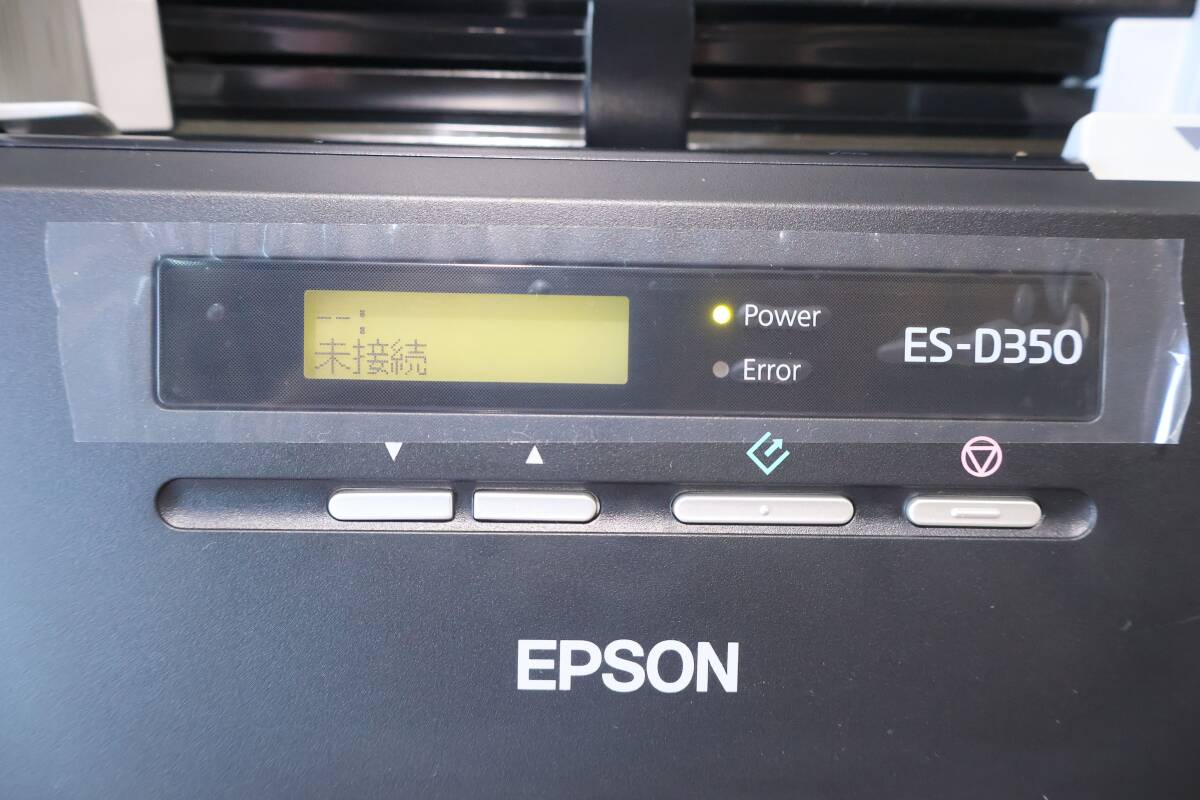 --:
未接続
Power
Error
ES-D350
EPSON